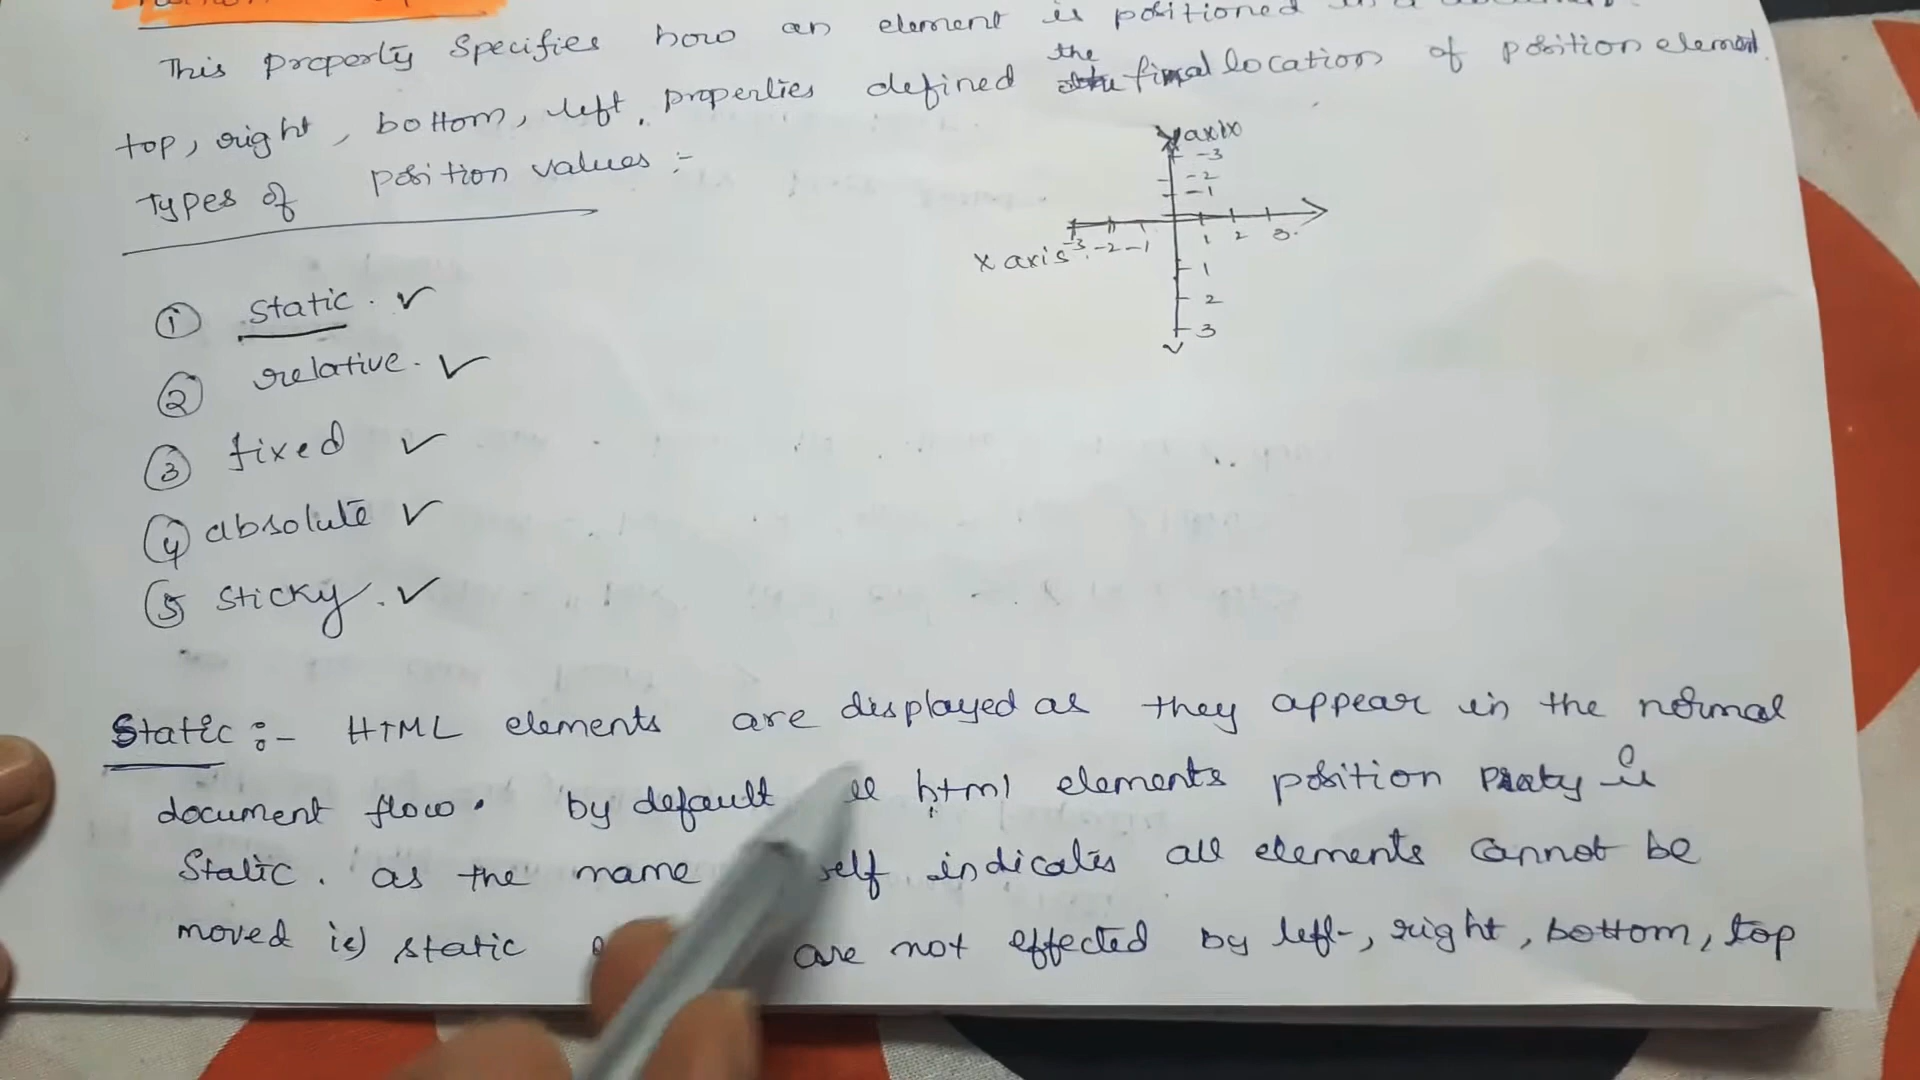 This property specifies how an element is positioned
top, right, bottom, left. properties defined the final location of position element.
Types of position values :-
y axis
-3
-2
-1
x axis -3 -2 -1 1 2 3.
1
2
3
① static. ✓
② relative. ✓
③ fixed ✓
④ absolute ✓
⑤ sticky. ✓
Static :- HTML elements are displayed as they appear in the normal
document flow. by default html elements position is
Static. as the name self indicates all elements cannot be
moved ie) static are not effected by left, right, bottom, top